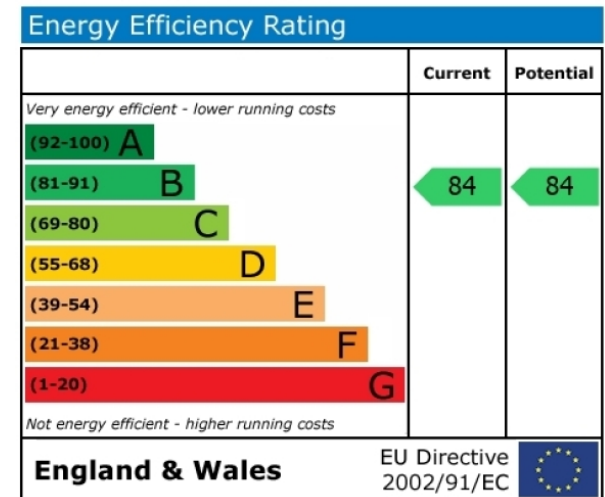 Energy Efficiency Rating
Current Potential
Very energy efficient - lower running costs
(92-100) A
(81-91) B 84 84
(69-80) C
(55-68) D
(39-54) E
(21-38) F
(1-20) G
Not energy efficient - higher running costs
England & Wales
EU Directive
2002/91/EC